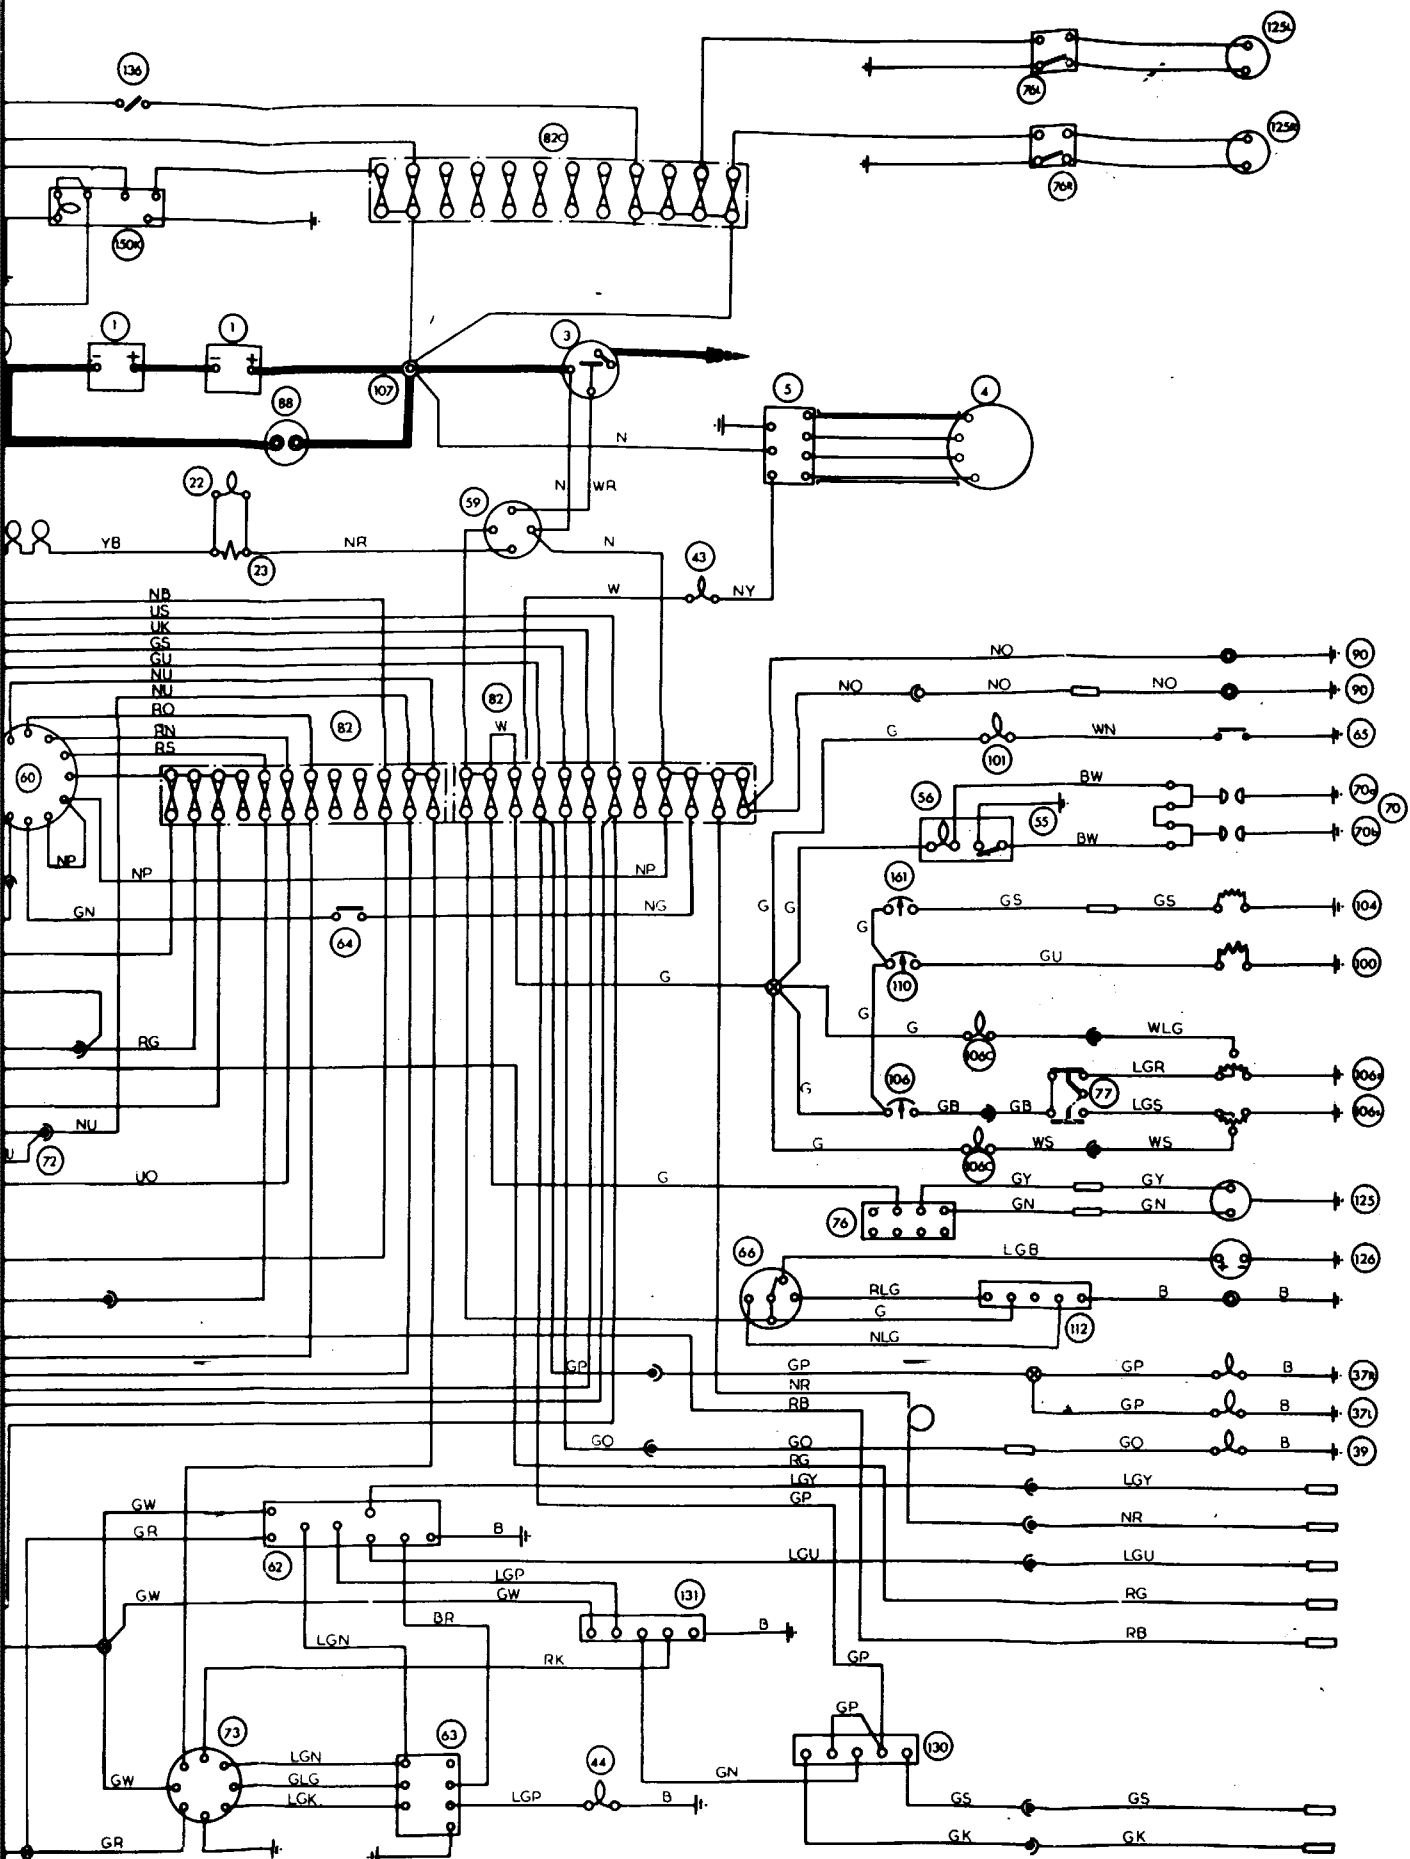 125L
136
76L
82C
125R
76R
150K
1
1
3
- + - +
107
88
5
4
N
22
59
N
WR
YB
NR
N
43
23
W
NY
NB
US
UK
GS
GU
NU
NU
RO
RN
RS
82
82
W
60
NO
90
NO
NO
NO
90
G
WN
65
101
BW
70a
56
55
70
BW
70b
NP
NP
NP
161
GN
NG
64
G
G
GS
GS
104
G
GU
100
110
G
G
G
WLG
106C
RG
LGR
106
77
G
GB
GB
LGS
NU
U
72
G
WS
WS
106C
UO
G
GY
GY
76
GN
GN
125
66
LGB
+ -
126
RLG
B
B
G
112
NLG
GP
GP
GP
B
37R
NR
RB
GP
B
37L
GO
GO
GO
B
39
RG
LGY
LGY
GP
GW
NR
GR
B
62
LGU
LGU
LGP
GW
GW
131
RG
BR
B
LGN
RB
RK
GP
GP
73
63
130
LGN
44
GW
GLG
GN
LGK
LGP
B
GS
GS
GR
GK
GK